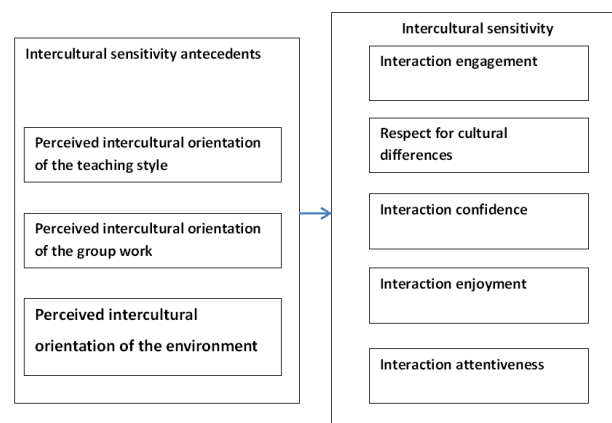 Intercultural sensitivity antecedents
Perceived intercultural orientation
of the teaching style
Perceived intercultural orientation
of the group work
Perceived intercultural
orientation of the environment
Intercultural sensitivity
Interaction engagement
Respect for cultural
differences
Interaction confidence
Interaction enjoyment
Interaction attentiveness